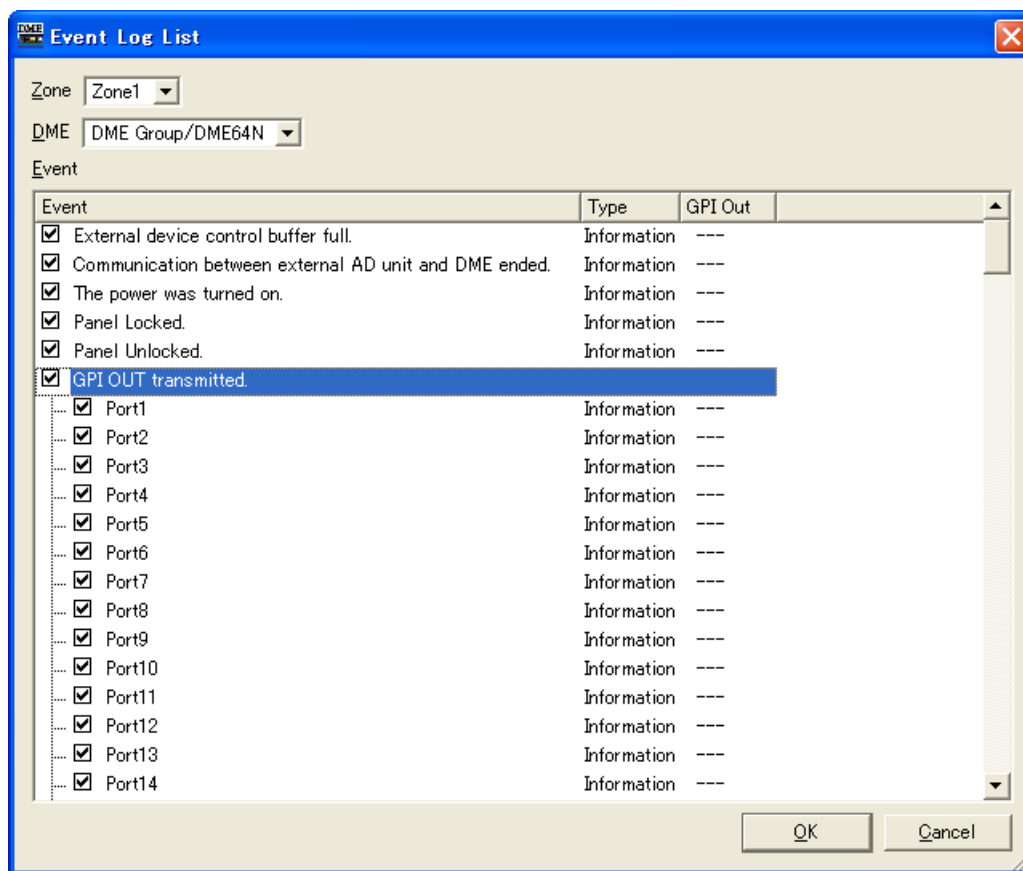 DME Event Log List
Zone Zone1
DME DME Group/DME64N
Event
Event Type GPI Out
External device control buffer full. Information ---
Communication between external AD unit and DME ended. Information ---
The power was turned on. Information ---
Panel Locked. Information ---
Panel Unlocked. Information ---
GPI OUT transmitted.
Port1 Information ---
Port2 Information ---
Port3 Information ---
Port4 Information ---
Port5 Information ---
Port6 Information ---
Port7 Information ---
Port8 Information ---
Port9 Information ---
Port10 Information ---
Port11 Information ---
Port12 Information ---
Port13 Information ---
Port14 Information ---
OK Cancel